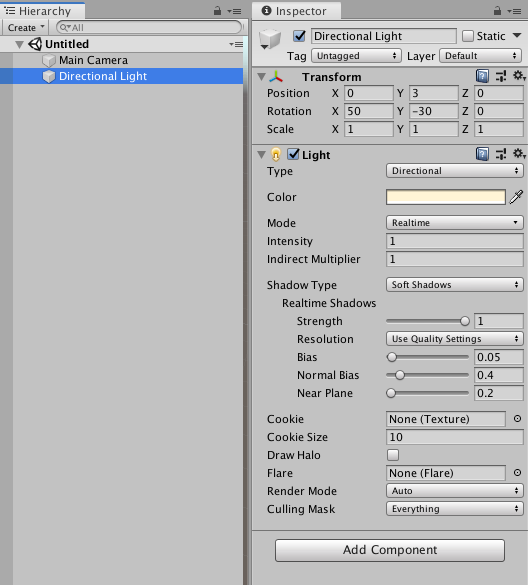 Hierarchy
Create
All
Untitled
Main Camera
Directional Light
Inspector
Directional Light Static
Tag Untagged Layer Default
Transform
Position X 0 Y 3 Z 0
Rotation X 50 Y -30 Z 0
Scale X 1 Y 1 Z 1
Light
Type Directional
Color
Mode Realtime
Intensity 1
Indirect Multiplier 1
Shadow Type Soft Shadows
Realtime Shadows
Strength 1
Resolution Use Quality Settings
Bias 0.05
Normal Bias 0.4
Near Plane 0.2
Cookie None (Texture)
Cookie Size 10
Draw Halo
Flare None (Flare)
Render Mode Auto
Culling Mask Everything
Add Component